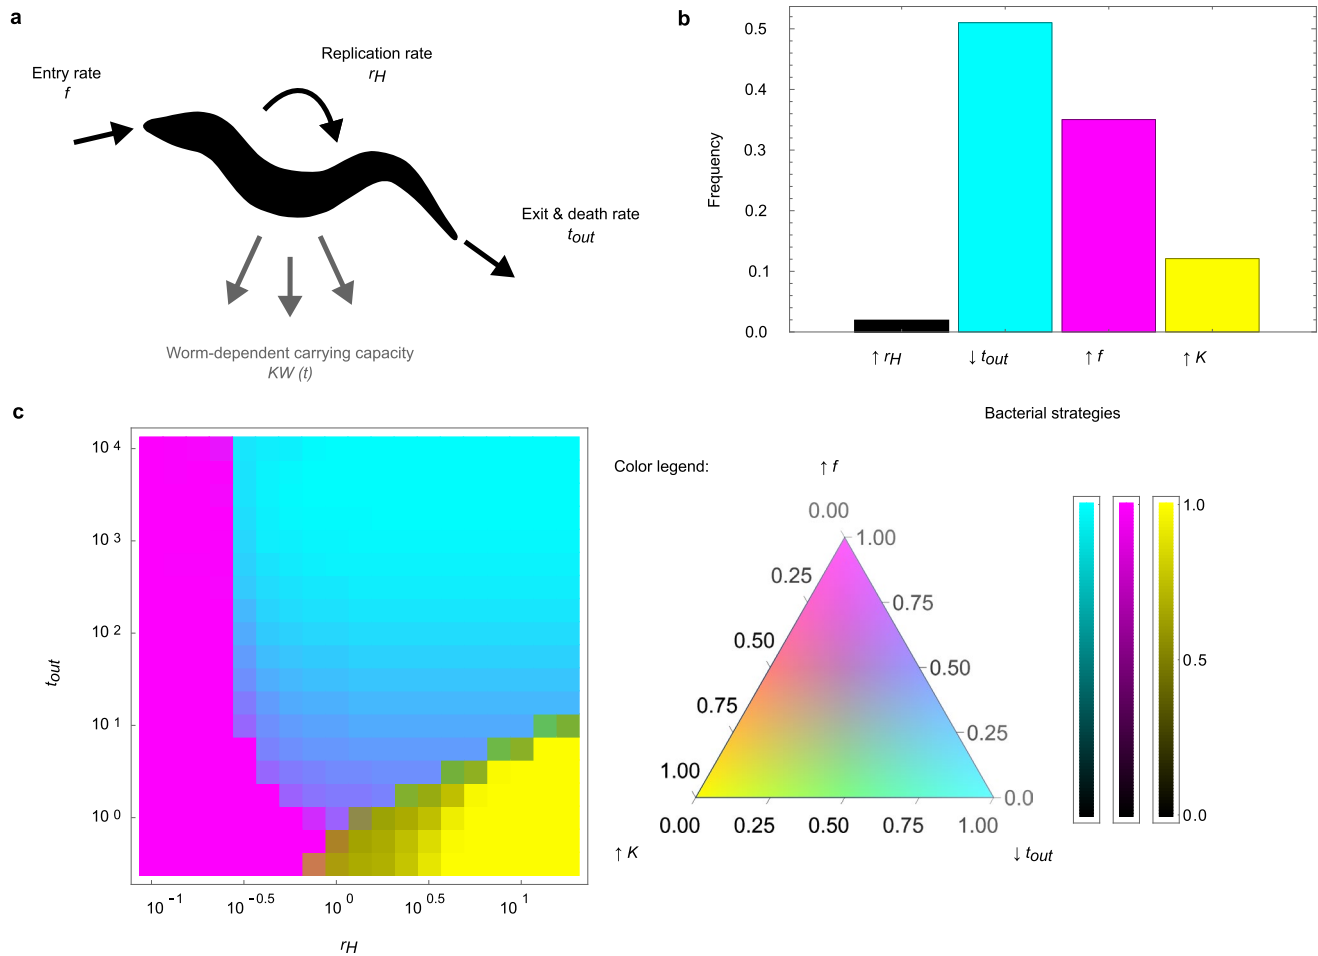 a
Entry rate
f
Replication rate
rH
Exit & death rate
tout
Worm-dependent carrying capacity
KW (t)
b
Frequency
0.5
0.4
0.3
0.2
0.1
0.0
↑ rH
↓ tout
↑ f
↑ K
Bacterial strategies
c
tout
10 4
10 3
10 2
10 1
10 0
10 -1
10 -0.5
10 0
10 0.5
10 1
rH
Color legend:
↑ f
0.00
1.00
0.25
0.75
0.50
0.50
0.75
0.25
1.00
0.0
0.00
0.25
0.50
0.75
1.00
↑ K
↓ tout
1.0
0.5
0.0